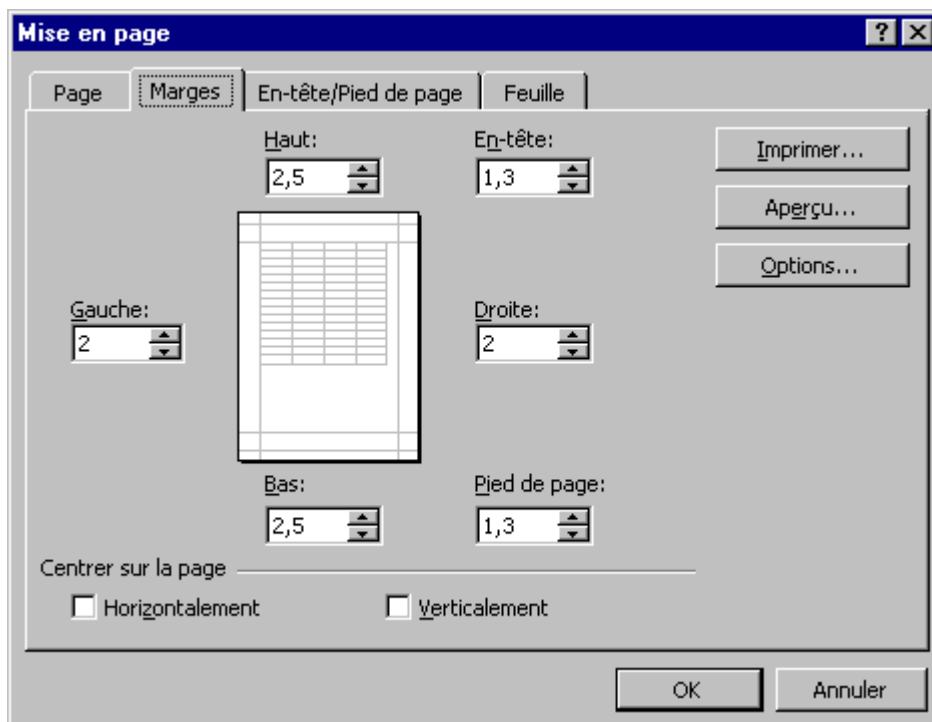 Mise en page
Page Marges En-tête/Pied de page Feuille
Haut: En-tête:
2,5 1,3
Imprimer...
Aperçu...
Options...
Gauche: Droite:
2 2
Bas: Pied de page:
2,5 1,3
Centrer sur la page
Horizontalement Verticalement
OK Annuler